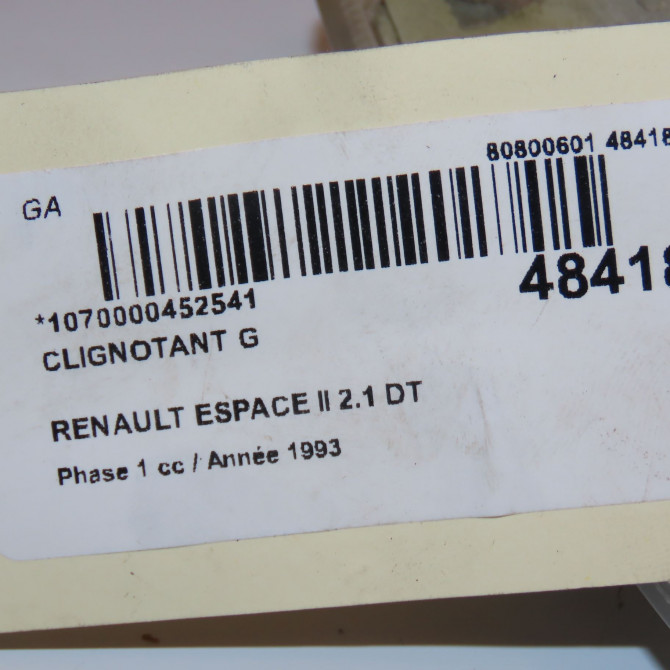 80800601 48418
GA
48418
*1070000452541
CLIGNOTANT G
RENAULT ESPACE II 2.1 DT
Phase 1 cc / Année 1993